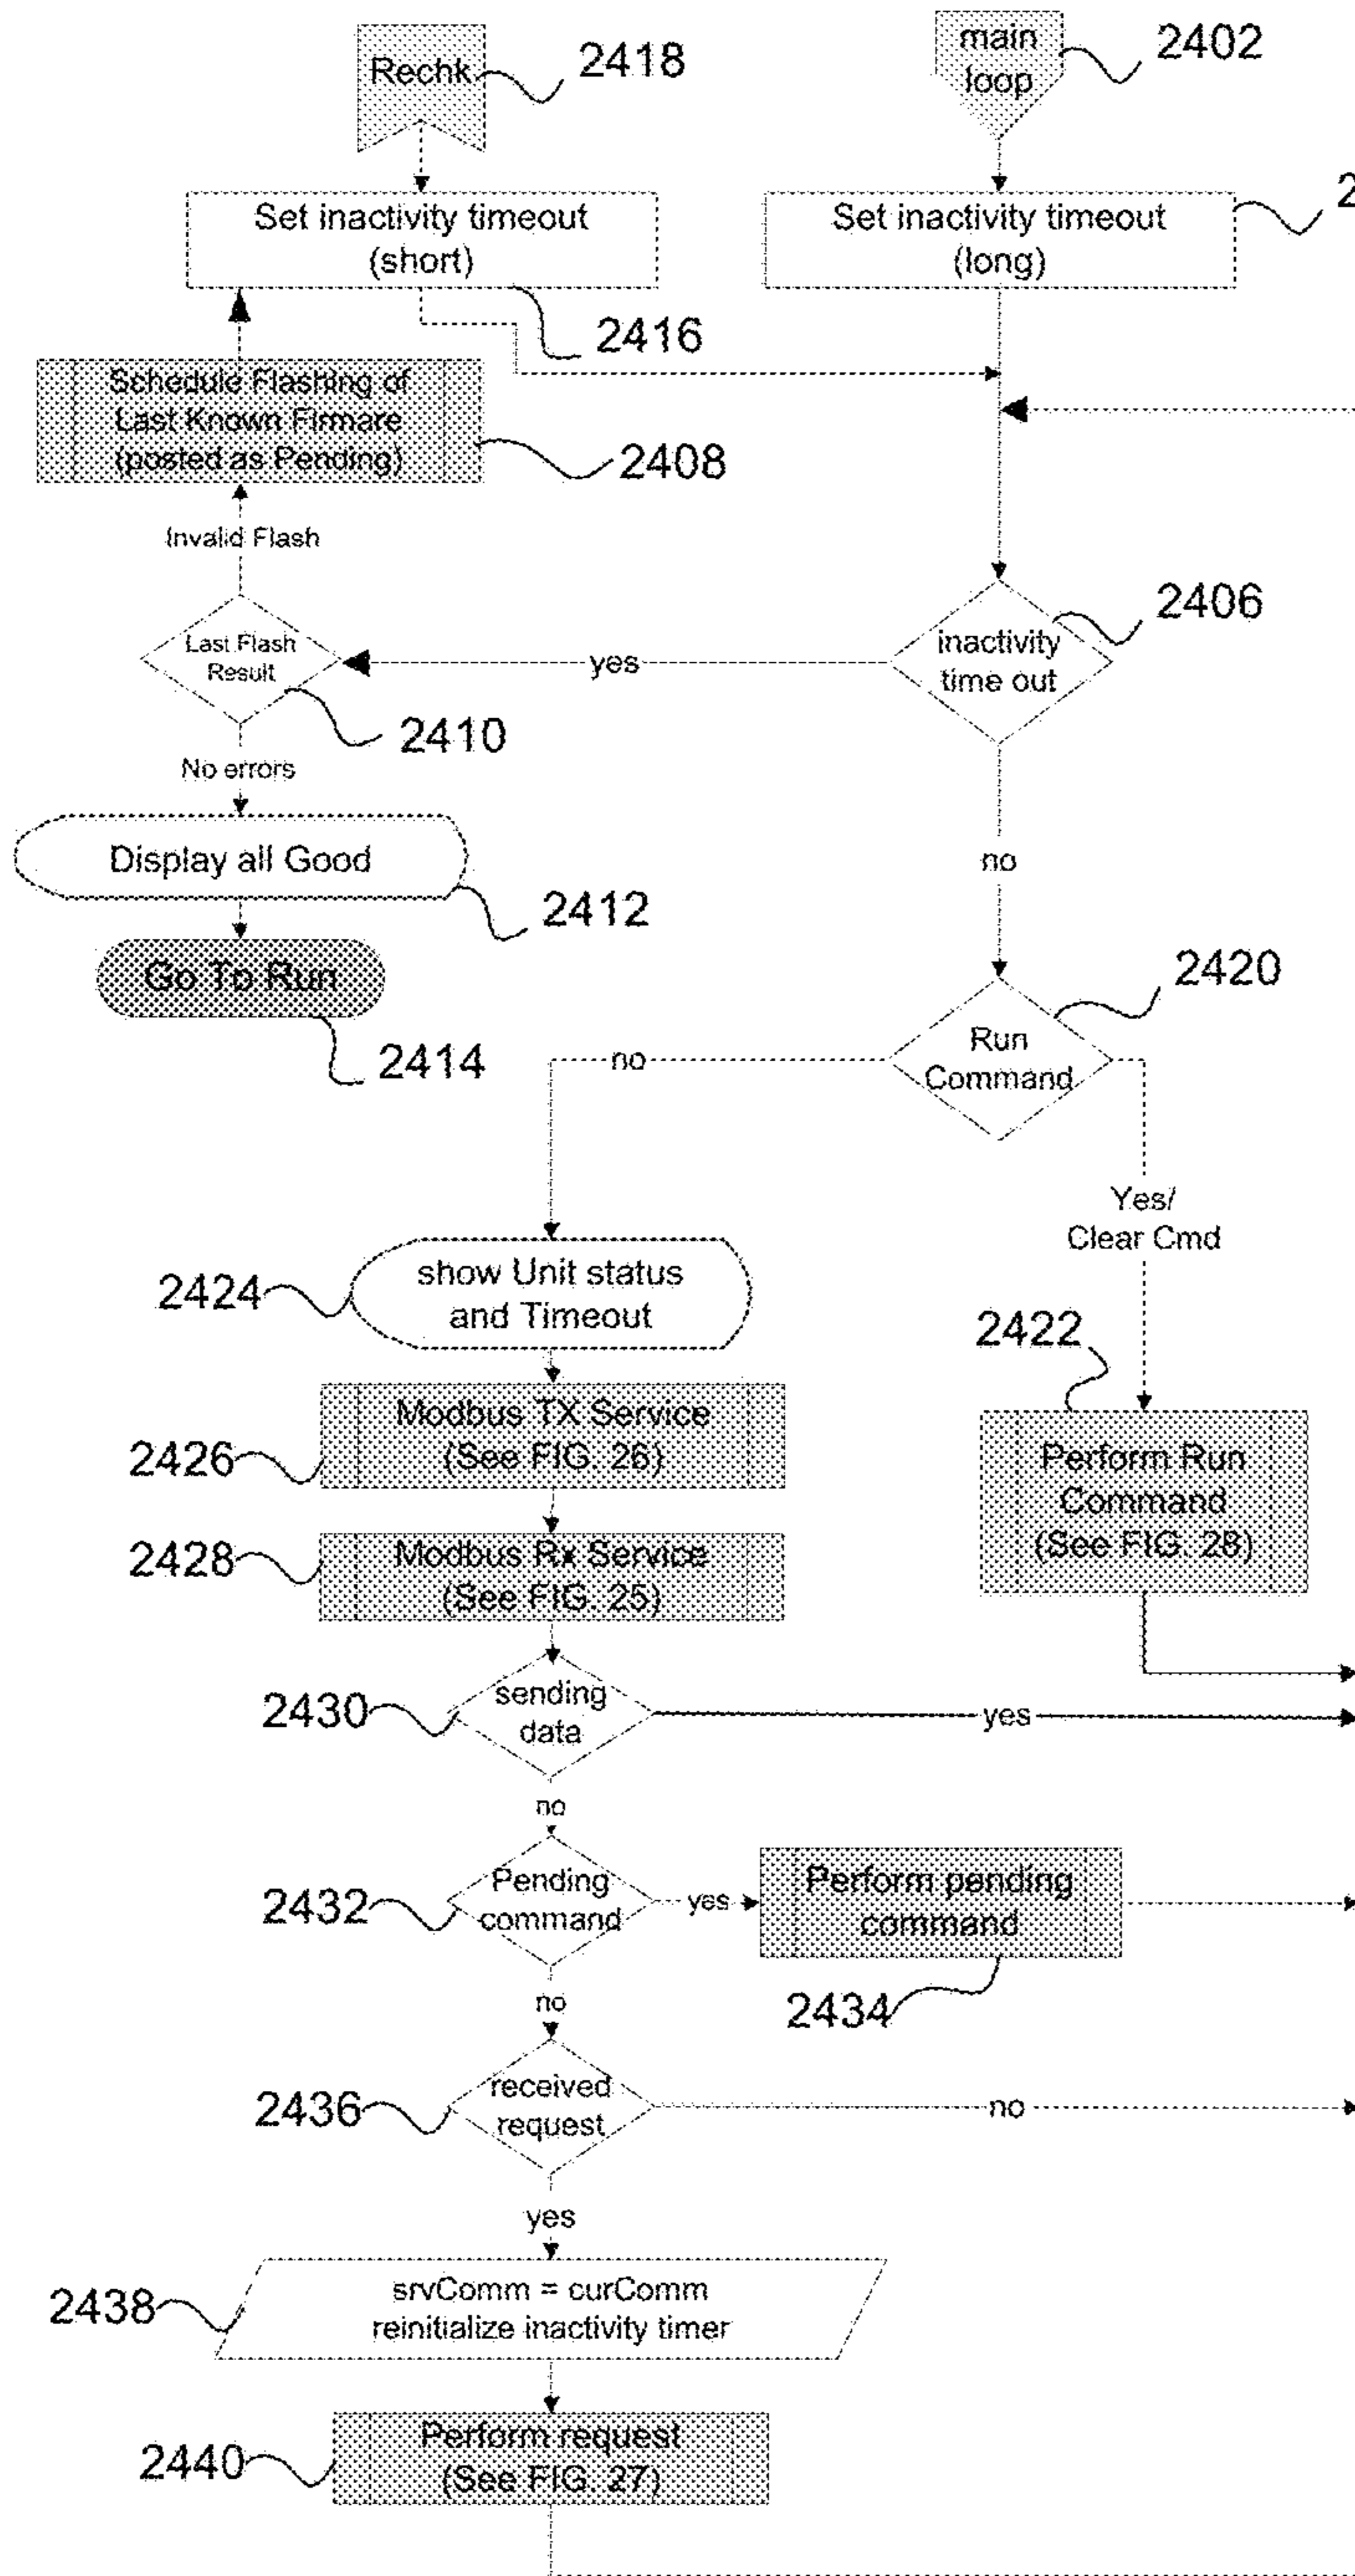 Rechk
2418
main
loop
2402
Set inactivity timeout
(short)
2416
Set inactivity timeout
(long)
2
Schedule Flashing of
Last Known Firmare
(posted as Pending)
2408
Invalid Flash
Last Flash
Result
2410
yes
inactivity
time out
2406
No errors
no
Display all Good
2412
Go To Run
2414
Run
Command
2420
no
Yes/
Clear Cmd
show Unit status
and Timeout
2424
2422
Modbus TX Service
(See FIG. 26)
2426
Perform Run
Command
(See FIG. 28)
Modbus Rx Service
(See FIG. 25)
2428
sending
data
2430
yes
no
Pending
command
2432
yes
Perform pending
command
2434
no
received
request
2436
no
yes
srvComm = curComm
reinitialize inactivity timer
2438
Perform request
(See FIG. 27)
2440